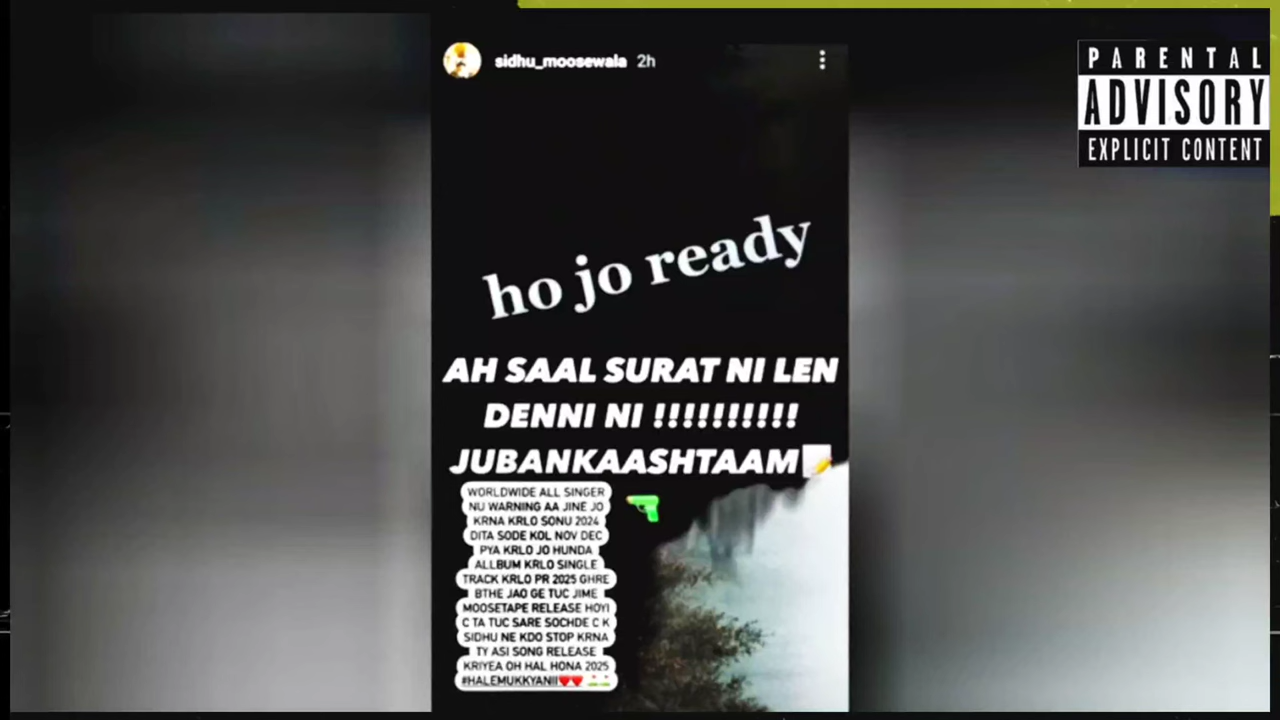 sidhu_moosewala 2h
PARENTAL
ADVISORY
EXPLICIT CONTENT
ho jo ready
AH SAAL SURAT NI LEN
DENNI NI !!!!!!!!!!
JUBANKAASHTAAM
WORLDWIDE ALL SINGER
NU WARNING AA JINE JO
KRNA KRLO SONU 2024
DITA SODE KOL NOV DEC
PYA KRLO JO HUNDA
ALLBUM KRLO SINGLE
TRACK KRLO PR 2025 GHRE
BTHE JAO GE TUC JIME
MOOSETAPE RELEASE HOYI
C TA TUC SARE SOCHDE C K
SIDHU NE KDO STOP KRNA
TY ASI SONG RELEASE
KRIYEA OH HAL HONA 2025
#HALEMUKKYANII